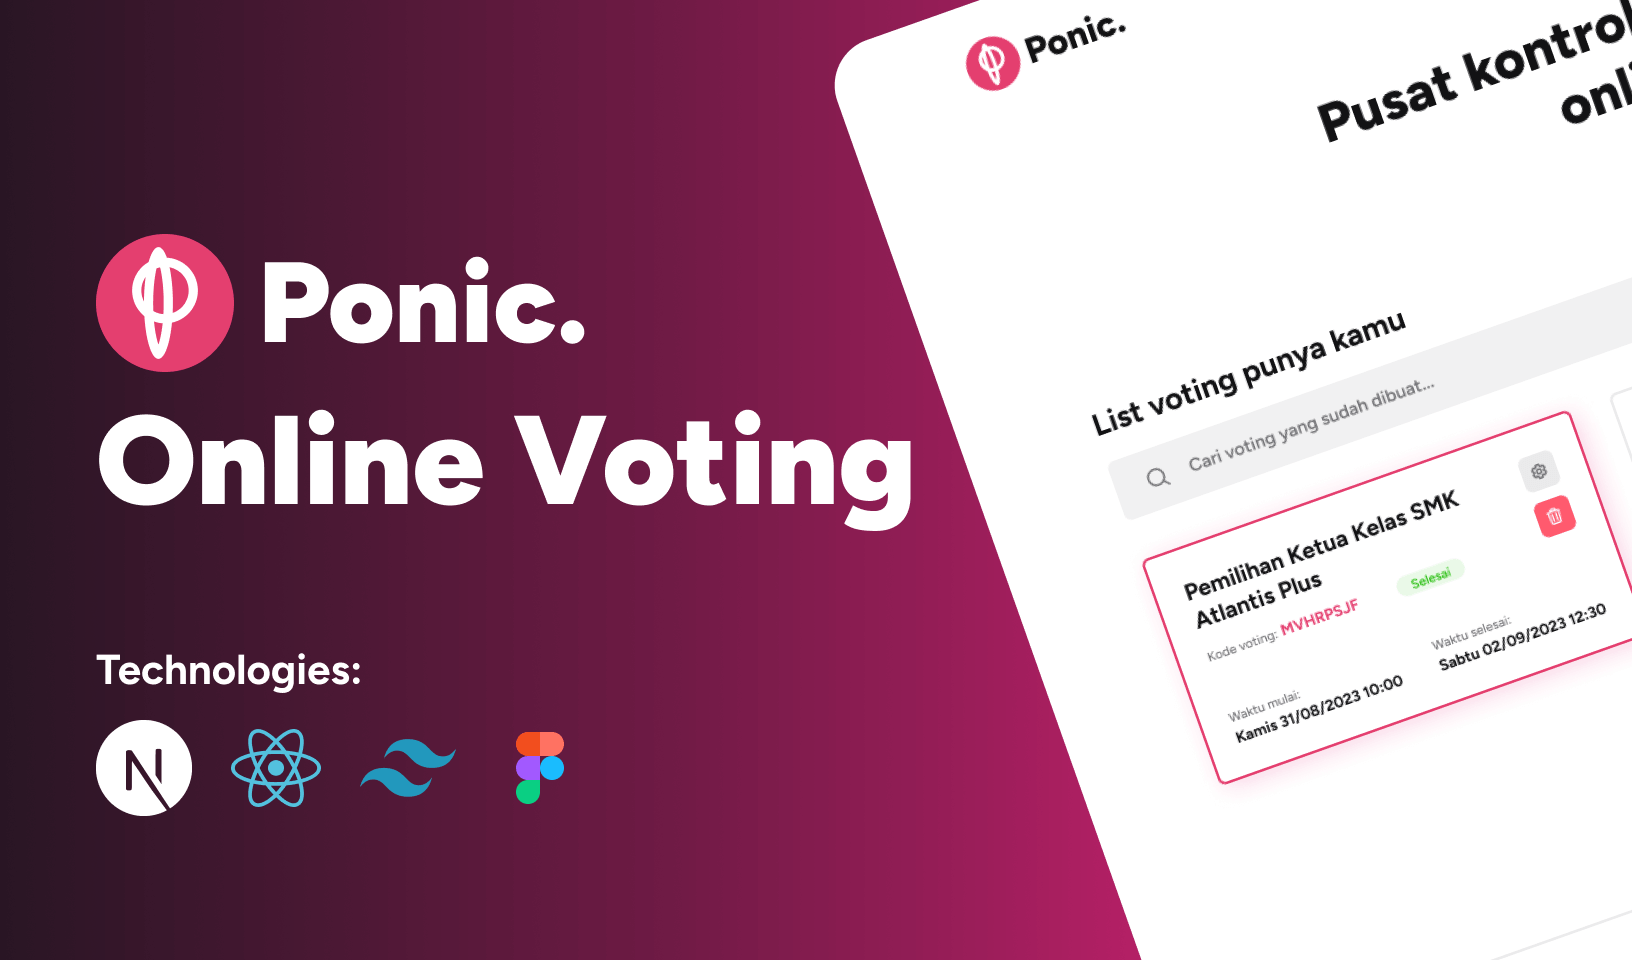 Ponic.
Online Voting
Technologies:
Ponic.
Pusat kontrol
List voting punya kamu
Cari voting yang sudah dibuat...
Pemilihan Ketua Kelas SMK
Atlantis Plus
Kode voting: MVHRPSJF
Selesai
Waktu mulai:
Kamis 31/08/2023 10:00
Waktu selesai:
Sabtu 02/09/2023 12:30